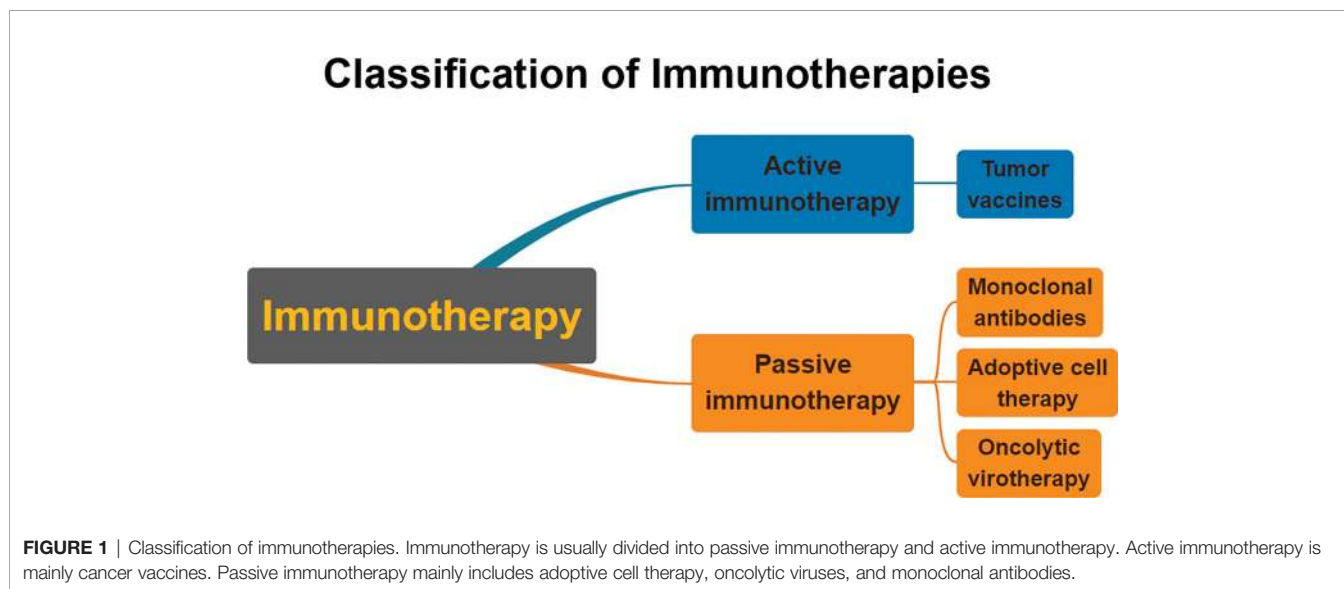 Classification of Immunotherapies
Active
immunotherapy
Tumor
vaccines
Immunotherapy
Monoclonal
antibodies
Passive
immunotherapy
Adoptive cell
therapy
Oncolytic
virotherapy
FIGURE 1 | Classification of immunotherapies. Immunotherapy is usually divided into passive immunotherapy and active immunotherapy. Active immunotherapy is
mainly cancer vaccines. Passive immunotherapy mainly includes adoptive cell therapy, oncolytic viruses, and monoclonal antibodies.